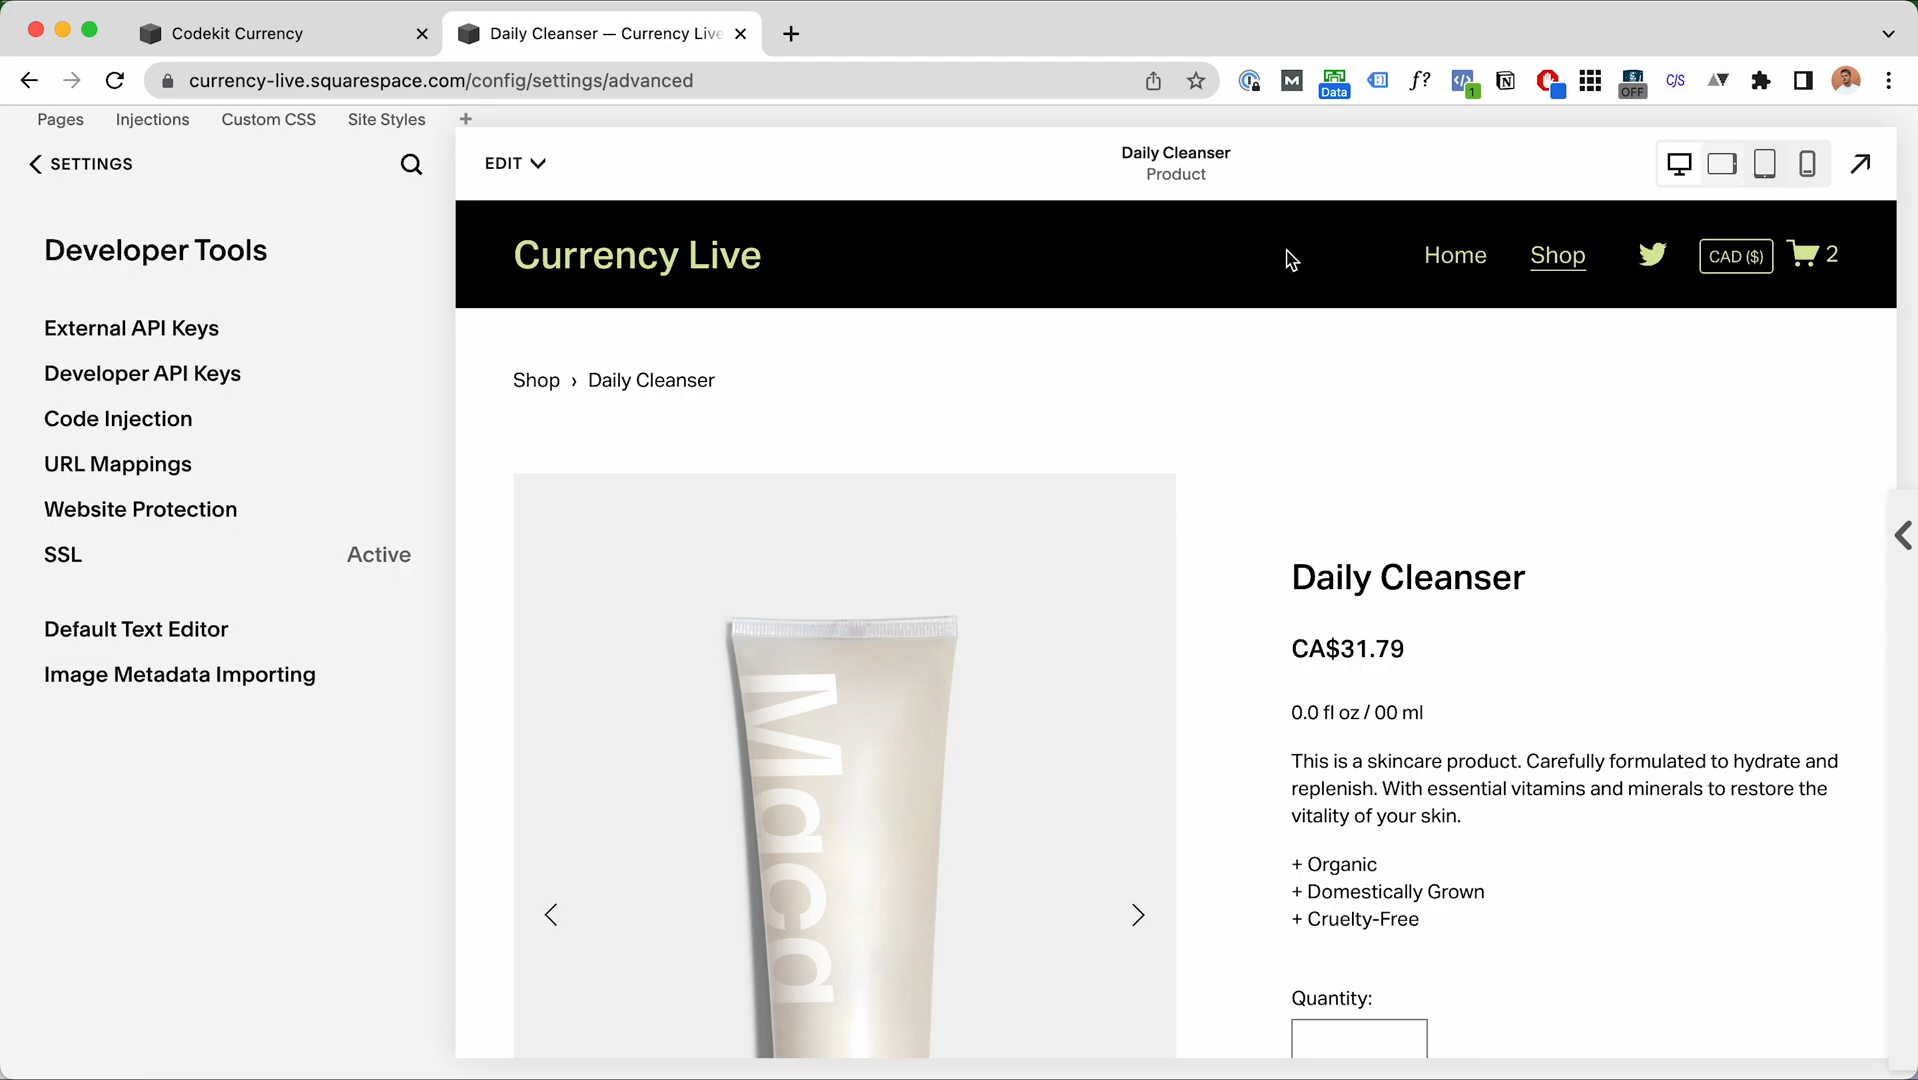 Codekit Currency
Daily Cleanser — Currency Live
currency-live.squarespace.com/config/settings/advanced
M
Data
f?
1
OFF
C/S
Pages Injections Custom CSS Site Styles +
SETTINGS
EDIT
Daily Cleanser
Product
Developer Tools
External API Keys
Developer API Keys
Code Injection
URL Mappings
Website Protection
SSL Active
Default Text Editor
Image Metadata Importing
Currency Live
Home Shop CAD ($) 2
Shop › Daily Cleanser
Macd
Daily Cleanser
CA$31.79
0.0 fl oz / 00 ml
This is a skincare product. Carefully formulated to hydrate and
replenish. With essential vitamins and minerals to restore the
vitality of your skin.
+ Organic
+ Domestically Grown
+ Cruelty-Free
Quantity: